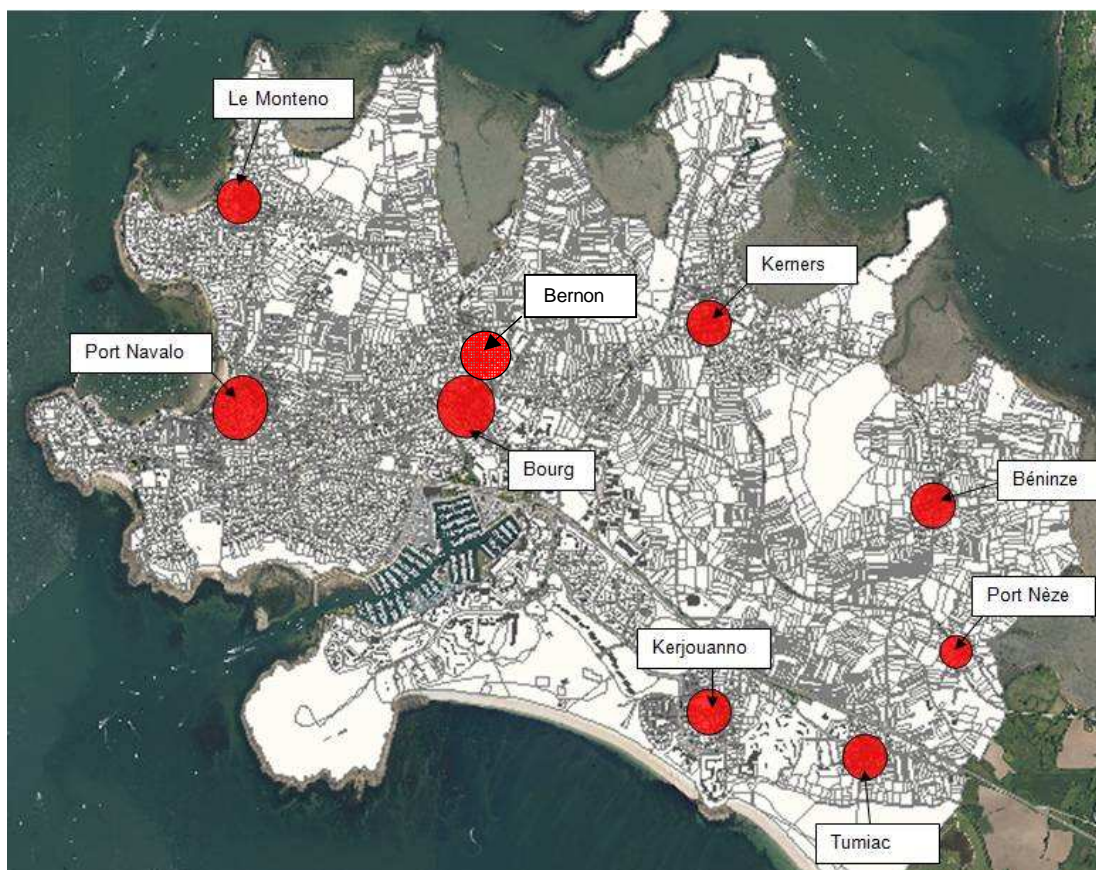 Le Monteno
Kerners
Bernon
Port Navalo
Bourg
Béninze
Port Nèze
Kerjouanno
Tumiac